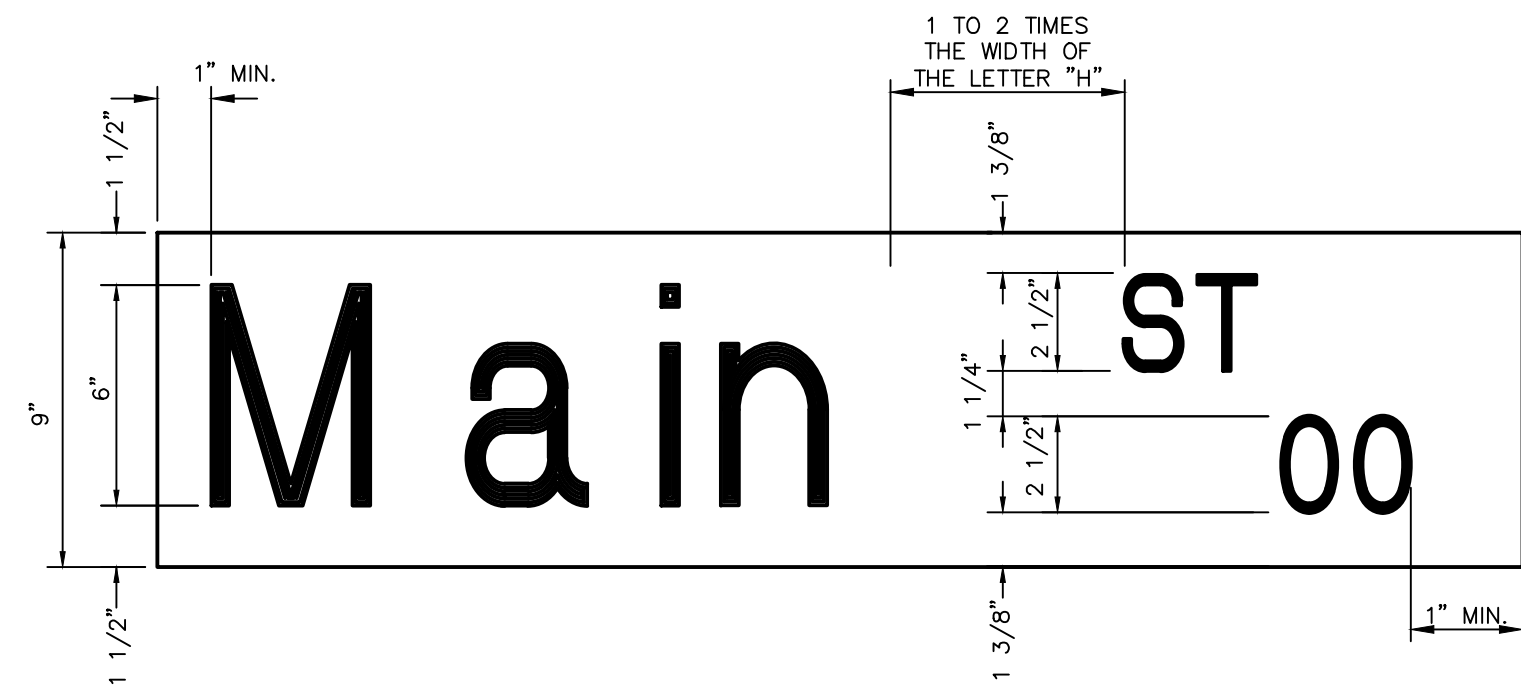 1 TO 2 TIMES
THE WIDTH OF
THE LETTER "H"
1" MIN.
1 1/2"
1 3/8"
9"
6"
Main
2 1/2"
ST
1 1/4"
2 1/2"
00
1 1/2"
1 3/8"
1" MIN.